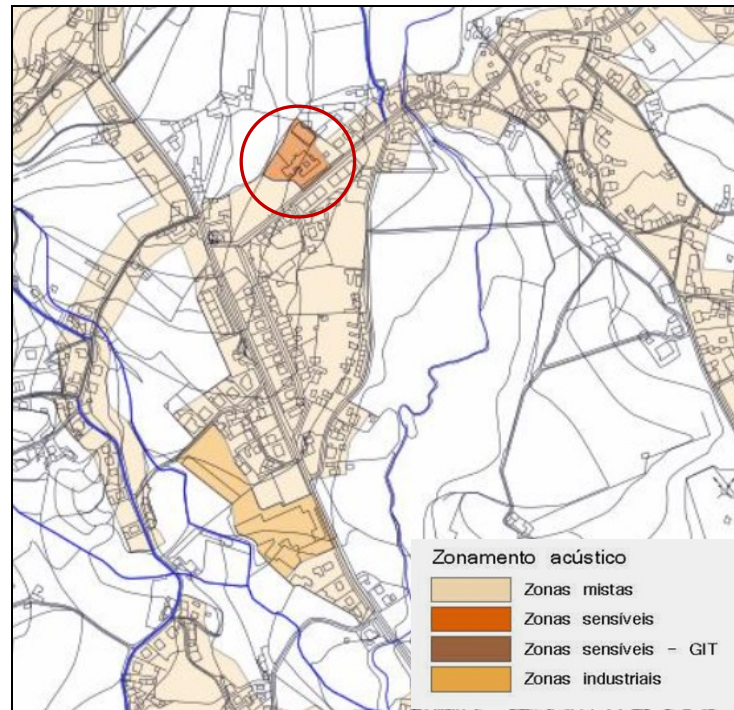 Zonamento acústico
Zonas mistas
Zonas sensíveis
Zonas sensíveis - GIT
Zonas industriais